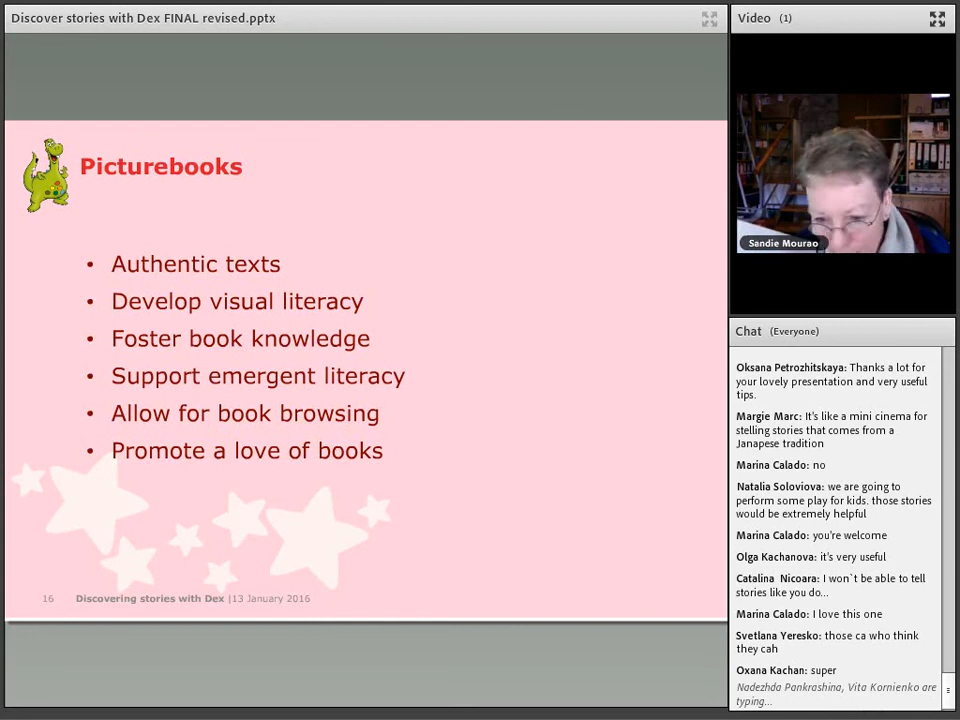 Discover stories with Dex FINAL revised.pptx
Picturebooks
• Authentic texts
• Develop visual literacy
• Foster book knowledge
• Support emergent literacy
• Allow for book browsing
• Promote a love of books
16 Discovering stories with Dex |13 January 2016
Video (1)
Sandie Mourao
Chat (Everyone)
Oksana Petrozhitskaya: Thanks a lot for
your lovely presentation and very useful
tips.
Margie Marc: It's like a mini cinema for
stelling stories that comes from a
Janapese tradition
Marina Calado: no
Natalia Soloviova: we are going to
perform some play for kids. those stories
would be extremely helpful
Marina Calado: you're welcome
Olga Kachanova: it's very useful
Catalina Nicoara: I won`t be able to tell
stories like you do...
Marina Calado: I love this one
Svetlana Yeresko: those ca who think
they cah
Oxana Kachan: super
Nadezhda Pankrashina, Vita Kornienko are
typing...